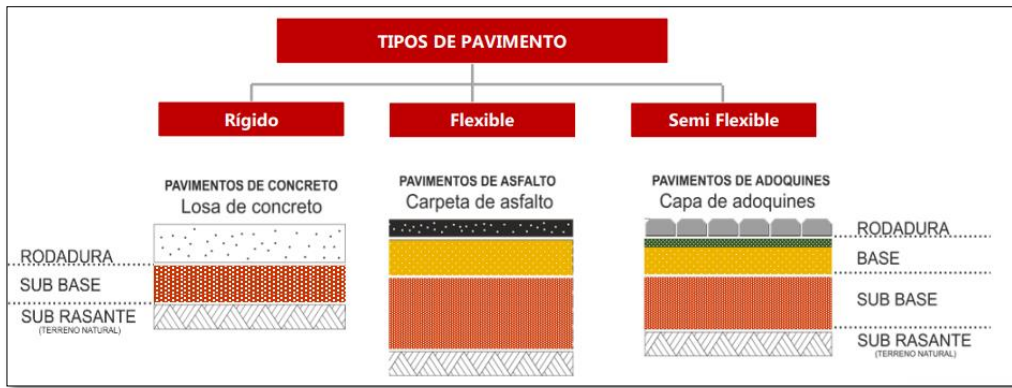 TIPOS DE PAVIMENTO
Rígido
Flexible
Semi Flexible
PAVIMENTOS DE CONCRETO
Losa de concreto
PAVIMENTOS DE ASFALTO
Carpeta de asfalto
PAVIMENTOS DE ADOQUINES
Capa de adoquines
RODADURA
SUB BASE
SUB RASANTE
(TERRENO NATURAL)
RODADURA
BASE
SUB BASE
SUB RASANTE
(TERRENO NATURAL)